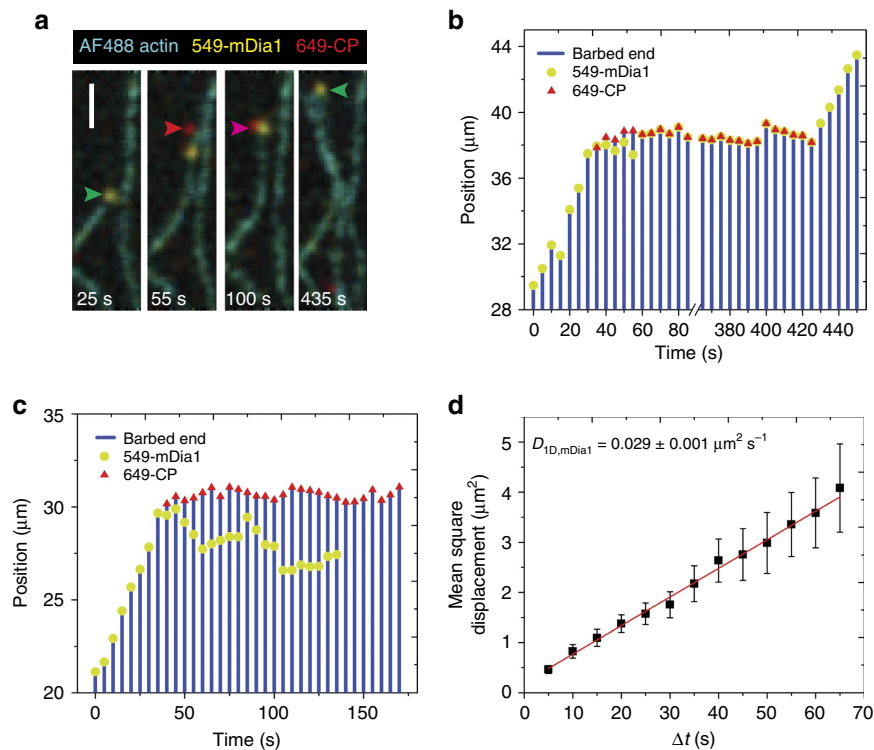 a
AF488 actin 549-mDia1 649-CP
25 s 55 s 100 s 435 s
b
Barbed end
549-mDia1
649-CP
Position (μm)
44
40
36
32
28
0 20 40 60 80 380 400 420 440
Time (s)
c
Barbed end
549-mDia1
649-CP
Position (μm)
35
30
25
20
0 50 100 150
Time (s)
d
D1D,mDia1 = 0.029 ± 0.001 μm² s⁻¹
Mean square
displacement (μm²)
5
4
3
2
1
0
0 10 20 30 40 50 60 70
Δt (s)